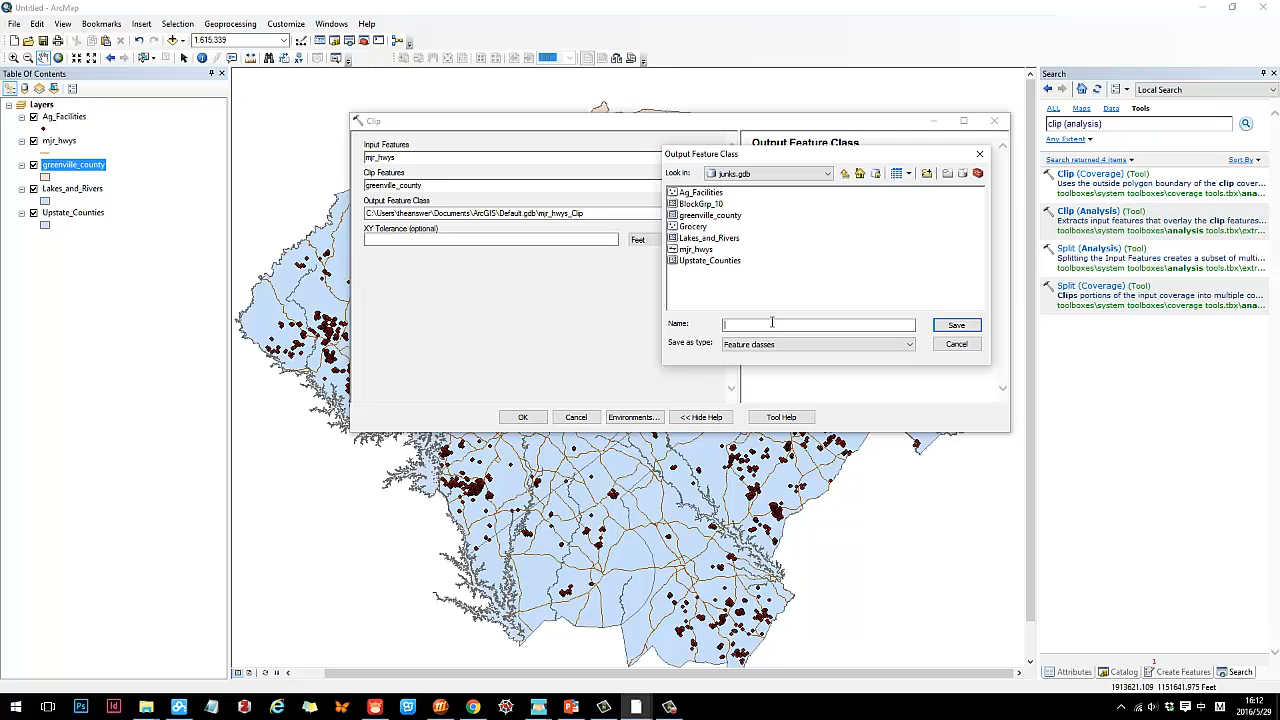 Untitled - ArcMap
File Edit View Bookmarks Insert Selection Geoprocessing Customize Windows Help
1:615,339
Table Of Contents
Layers
Ag_Facilities
mjr_hwys
greenville_county
Lakes_and_Rivers
Upstate_Counties
Clip
Input Features
mjr_hwys
Clip Features
greenville_county
Output Feature Class
C:\Users\theanswer\Documents\ArcGIS\Default.gdb\mjr_hwys_Clip
XY Tolerance (optional)
Feet
OK Cancel Environments... << Hide Help Tool Help
Output Feature Class
Output Feature Class
Look in: junks.gdb
Ag_Facilities
BlockGrp_10
greenville_county
Grocery
Lakes_and_Rivers
mjr_hwys
Upstate_Counties
Name: Save
Save as type: Feature classes Cancel
Search
Local Search
ALL Maps Data Tools
clip (analysis)
Any Extent
Search returned 4 items Sort By
Clip (Coverage) (Tool)
Uses the outside polygon boundary of the clip cover...
toolboxes\system toolboxes\coverage tools.tbx\ana...
Clip (Analysis) (Tool)
Extracts input features that overlay the clip features.
toolboxes\system toolboxes\analysis tools.tbx\extr...
Split (Analysis) (Tool)
Splitting the Input Features creates a subset of multi...
toolboxes\system toolboxes\analysis tools.tbx\extr...
Split (Coverage) (Tool)
Clips portions of the input coverage into multiple co...
toolboxes\system toolboxes\coverage tools.tbx\ana...
1
Attributes Catalog Create Features Search
1913621.109 1151641.975 Feet
16:12
2016/5/29